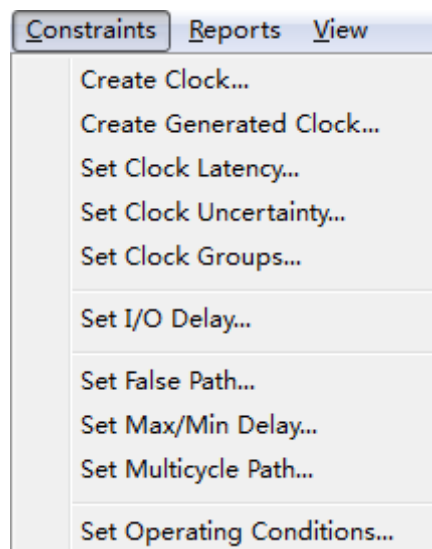 Constraints Reports View
Create Clock...
Create Generated Clock...
Set Clock Latency...
Set Clock Uncertainty...
Set Clock Groups...
Set I/O Delay...
Set False Path...
Set Max/Min Delay...
Set Multicycle Path...
Set Operating Conditions...